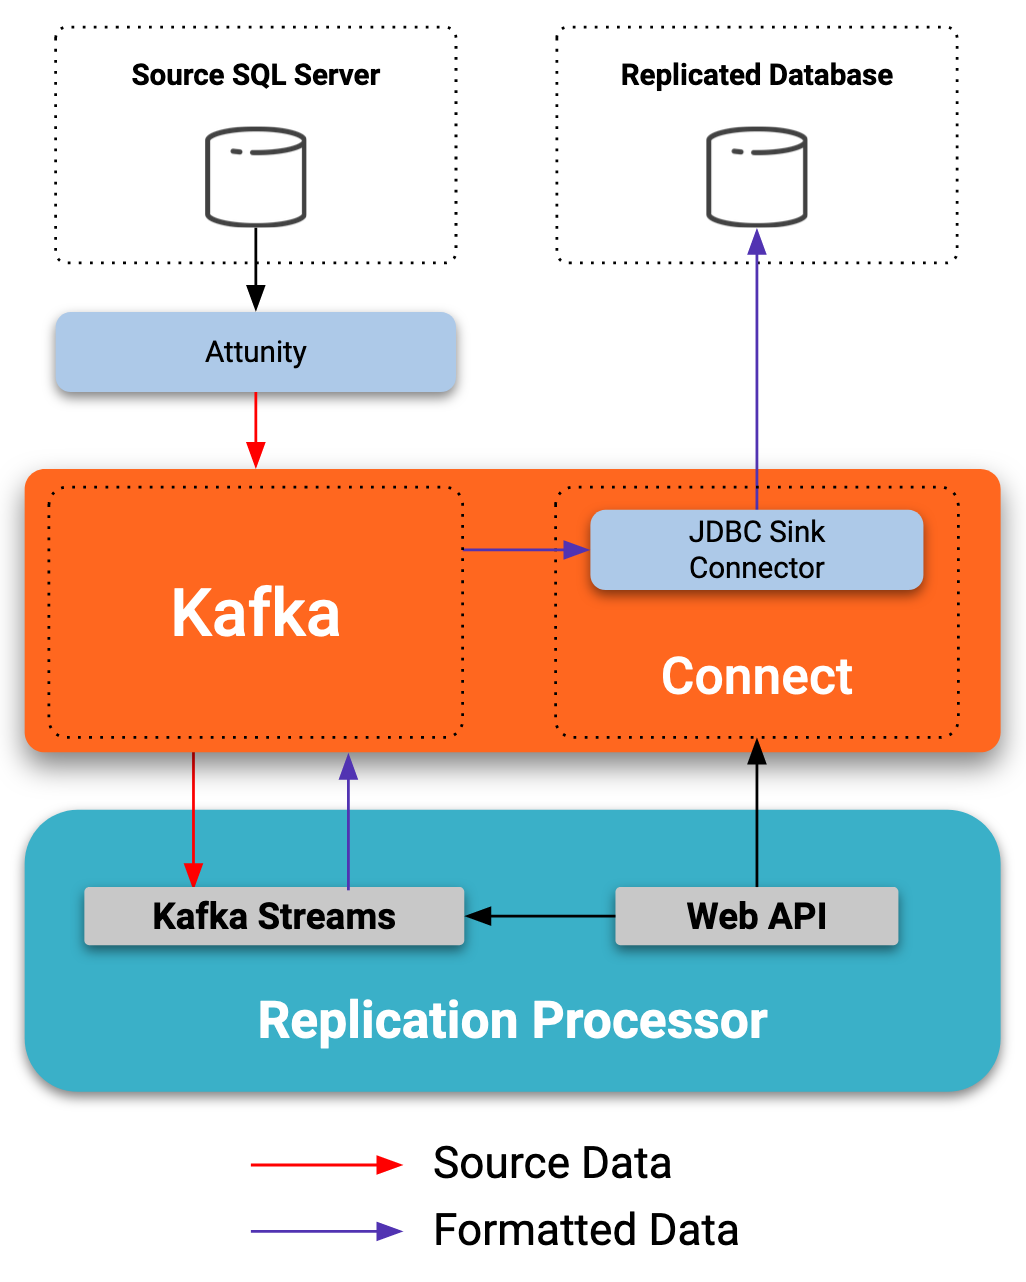 Source SQL Server
Replicated Database
Attunity
JDBC Sink
Connector
Kafka
Connect
Kafka Streams
Web API
Replication Processor
Source Data
Formatted Data